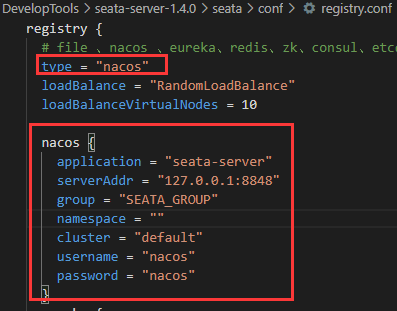 DevelopTools > seata-server-1.4.0 > seata > conf > registry.conf
registry {
# file 、nacos 、eureka、redis、zk、consul、etc
type = "nacos"
loadBalance = "RandomLoadBalance"
loadBalanceVirtualNodes = 10
nacos {
application = "seata-server"
serverAddr = "127.0.0.1:8848"
group = "SEATA_GROUP"
namespace = ""
cluster = "default"
username = "nacos"
password = "nacos"
}